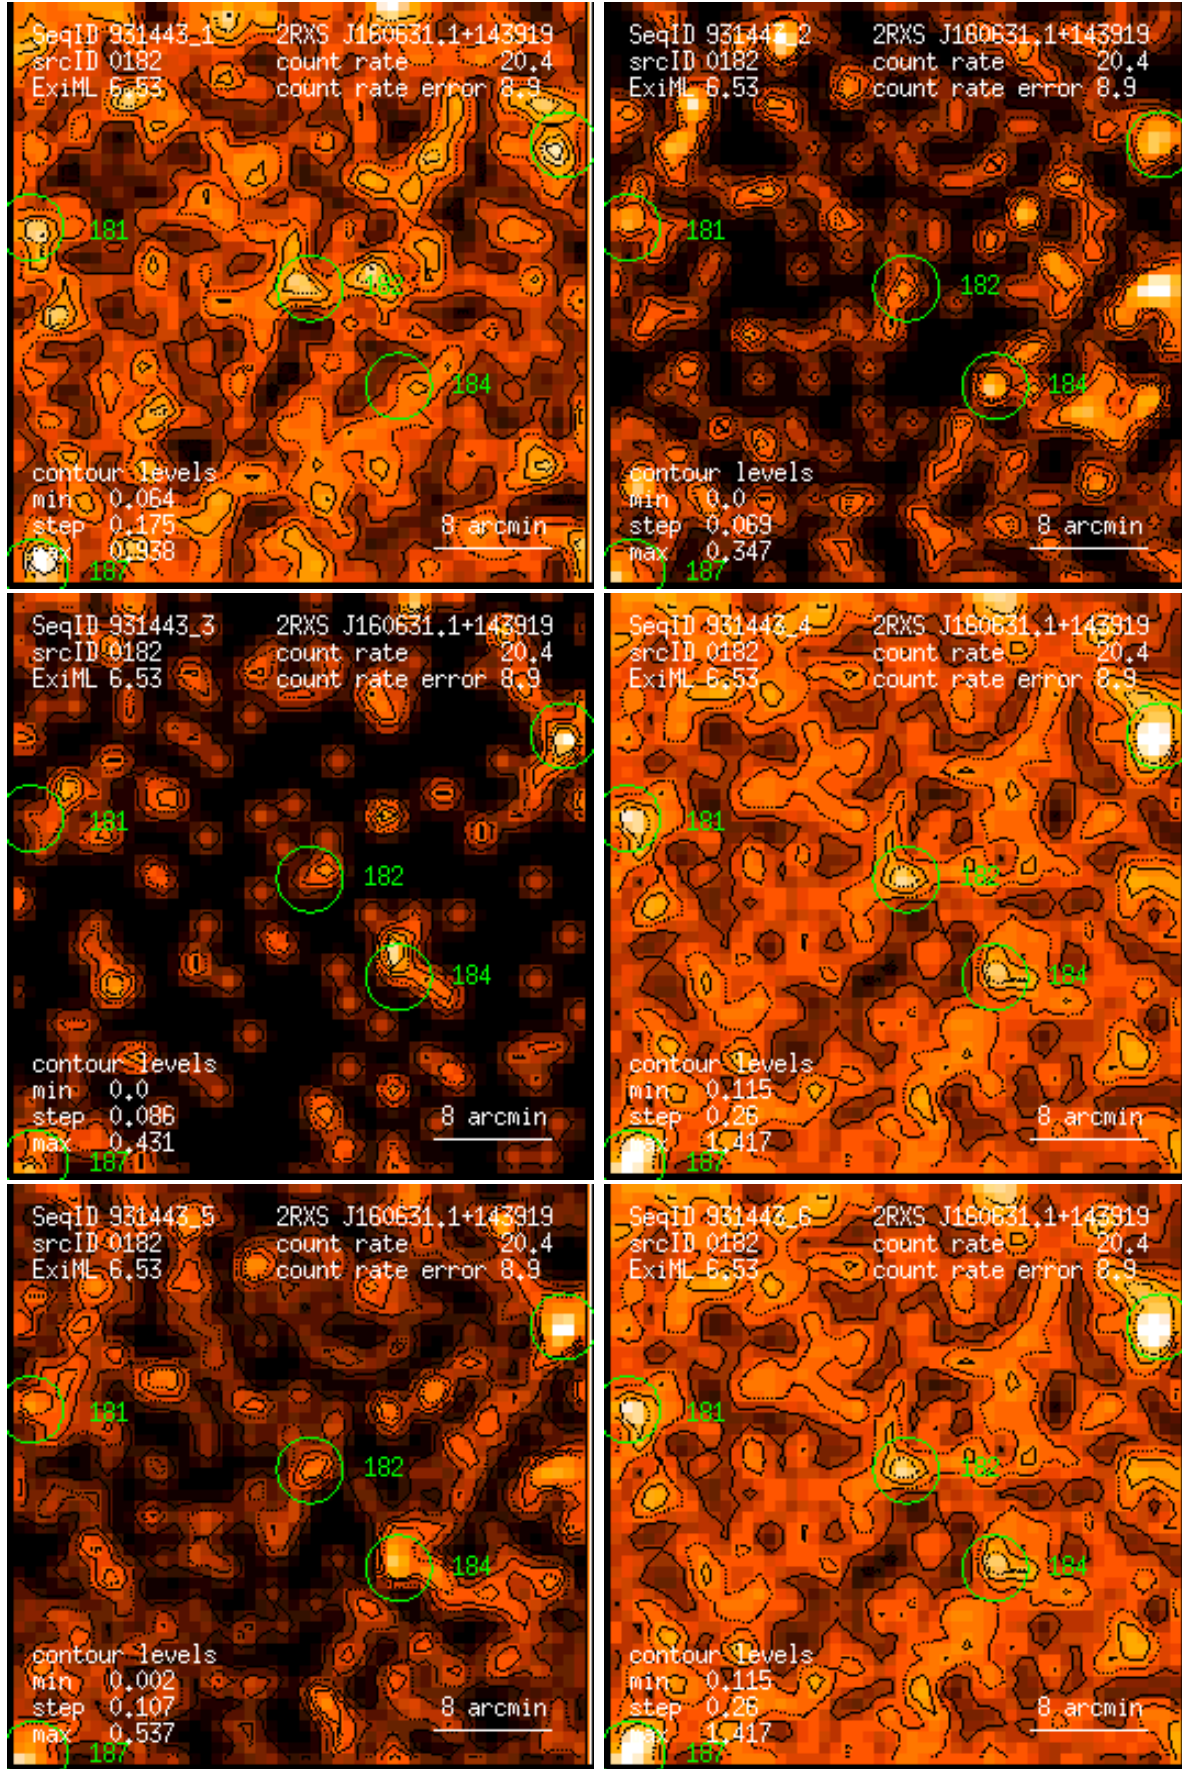 SeqID 931443_1 2RXS J160631.1+143919
srcID 0182 count rate 20.4
ExiML 6.53 count rate error 8.9
181
182
184
contour levels
min 0.064
step 0.175
max 0.938
8 arcmin
187
SeqID 931443_2 2RXS J160631.1+143919
srcID 0182 count rate 20.4
ExiML 6.53 count rate error 8.9
181
182
184
contour levels
min 0.0
step 0.069
max 0.347
8 arcmin
187
SeqID 931443_3 2RXS J160631.1+143919
srcID 0182 count rate 20.4
ExiML 6.53 count rate error 8.9
181
182
184
contour levels
min 0.0
step 0.086
max 0.431
8 arcmin
187
SeqID 931443_4 2RXS J160631.1+143919
srcID 0182 count rate 20.4
ExiML 6.53 count rate error 8.9
181
182
184
contour levels
min 0.115
step 0.26
max 1.417
8 arcmin
187
SeqID 931443_5 2RXS J160631.1+143919
srcID 0182 count rate 20.4
ExiML 6.53 count rate error 8.9
181
182
184
contour levels
min 0.002
step 0.107
max 0.537
8 arcmin
187
SeqID 931443_6 2RXS J160631.1+143919
srcID 0182 count rate 20.4
ExiML 6.53 count rate error 8.9
181
182
184
contour levels
min 0.115
step 0.26
max 1.417
8 arcmin
187